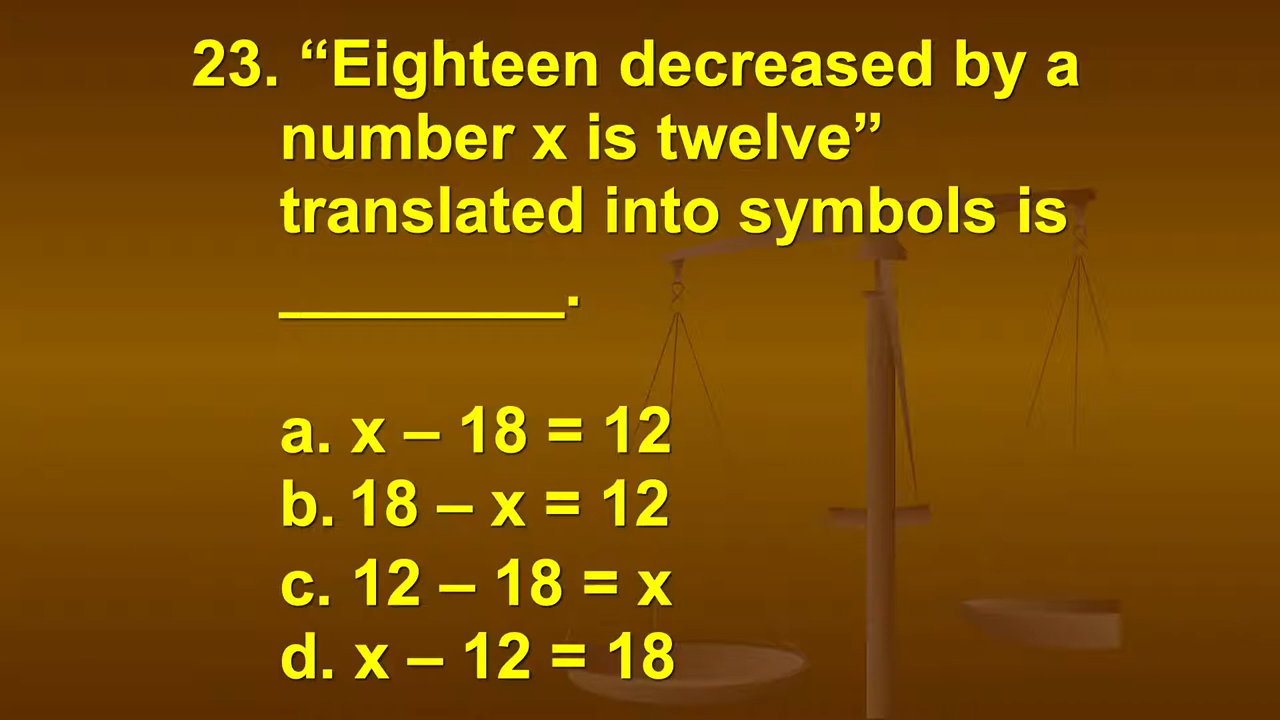 23. “Eighteen decreased by a
number x is twelve”
translated into symbols is
_________.
a. x – 18 = 12
b. 18 – x = 12
c. 12 – 18 = x
d. x – 12 = 18